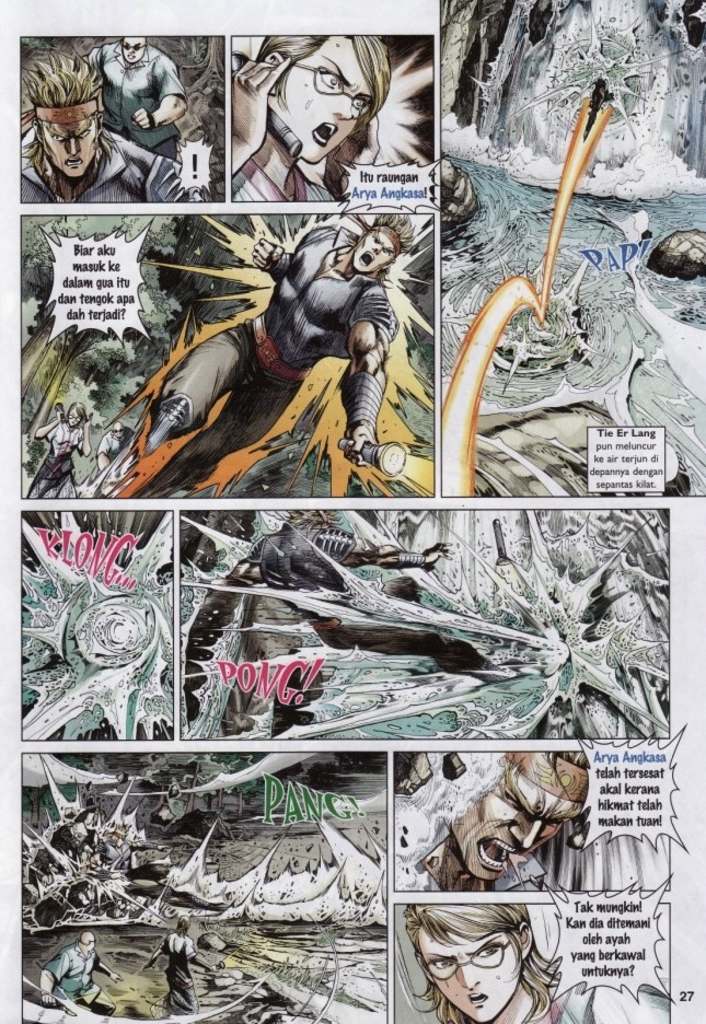 !
Itu raungan
Arya Angkasa!
Biar aku
masuk ke
dalam gua itu
dan tengok apa
dah terjadi?
PAP!
Tie Er Lang
pun meluncur
ke air terjun di
depannya dengan
sepantas kilat.
KLONG...
PONG!
PANG!
Arya Angkasa
telah tersesat
akal kerana
hikmat telah
makan tuan!
Tak mungkin!
Kan dia ditemani
oleh ayah
yang berkawal
untuknya?
27